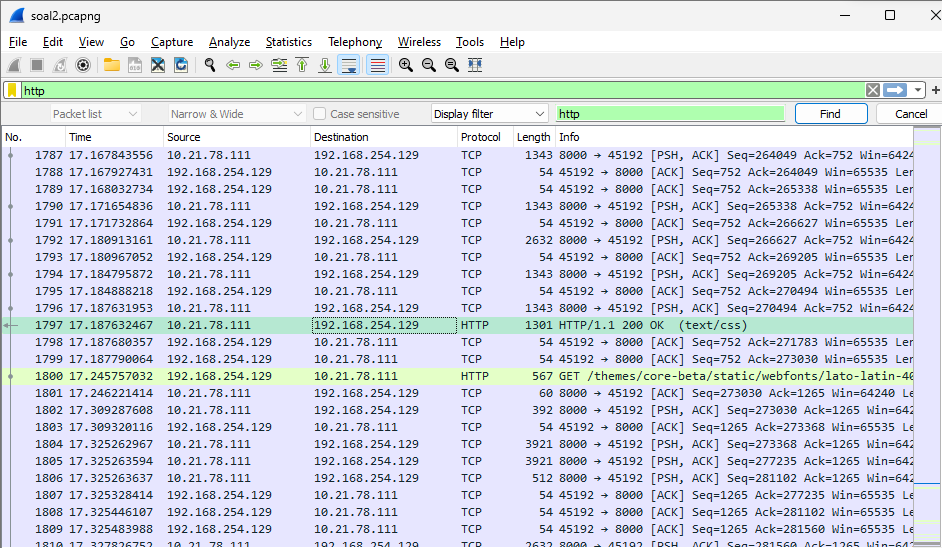 soal2.pcapng
File Edit View Go Capture Analyze Statistics Telephony Wireless Tools Help
http
Packet list Narrow & Wide Case sensitive Display filter http Find Cancel
No. Time Source Destination Protocol Length Info
1787 17.167843556 10.21.78.111 192.168.254.129 TCP 1343 8000 → 45192 [PSH, ACK] Seq=264049 Ack=752 Win=6424
1788 17.167927431 192.168.254.129 10.21.78.111 TCP 54 45192 → 8000 [ACK] Seq=752 Ack=264049 Win=65535 Ler
1789 17.168032734 192.168.254.129 10.21.78.111 TCP 54 45192 → 8000 [ACK] Seq=752 Ack=265338 Win=65535 Ler
1790 17.171654836 10.21.78.111 192.168.254.129 TCP 1343 8000 → 45192 [PSH, ACK] Seq=265338 Ack=752 Win=6424
1791 17.171732864 192.168.254.129 10.21.78.111 TCP 54 45192 → 8000 [ACK] Seq=752 Ack=266627 Win=65535 Ler
1792 17.180913161 10.21.78.111 192.168.254.129 TCP 2632 8000 → 45192 [PSH, ACK] Seq=266627 Ack=752 Win=6424
1793 17.180967052 192.168.254.129 10.21.78.111 TCP 54 45192 → 8000 [ACK] Seq=752 Ack=269205 Win=65535 Ler
1794 17.184795872 10.21.78.111 192.168.254.129 TCP 1343 8000 → 45192 [PSH, ACK] Seq=269205 Ack=752 Win=6424
1795 17.184888218 192.168.254.129 10.21.78.111 TCP 54 45192 → 8000 [ACK] Seq=752 Ack=270494 Win=65535 Ler
1796 17.187631953 10.21.78.111 192.168.254.129 TCP 1343 8000 → 45192 [PSH, ACK] Seq=270494 Ack=752 Win=6424
1797 17.187632467 10.21.78.111 192.168.254.129 HTTP 1301 HTTP/1.1 200 OK (text/css)
1798 17.187680357 192.168.254.129 10.21.78.111 TCP 54 45192 → 8000 [ACK] Seq=752 Ack=271783 Win=65535 Ler
1799 17.187790064 192.168.254.129 10.21.78.111 TCP 54 45192 → 8000 [ACK] Seq=752 Ack=273030 Win=65535 Ler
1800 17.245757032 192.168.254.129 10.21.78.111 HTTP 567 GET /themes/core-beta/static/webfonts/lato-latin-40
1801 17.246221414 10.21.78.111 192.168.254.129 TCP 60 8000 → 45192 [ACK] Seq=273030 Ack=1265 Win=64240 Le
1802 17.309287608 10.21.78.111 192.168.254.129 TCP 392 8000 → 45192 [PSH, ACK] Seq=273030 Ack=1265 Win=642
1803 17.309320116 192.168.254.129 10.21.78.111 TCP 54 45192 → 8000 [ACK] Seq=1265 Ack=273368 Win=65535 Le
1804 17.325262967 10.21.78.111 192.168.254.129 TCP 3921 8000 → 45192 [PSH, ACK] Seq=273368 Ack=1265 Win=642
1805 17.325263594 10.21.78.111 192.168.254.129 TCP 3921 8000 → 45192 [PSH, ACK] Seq=277235 Ack=1265 Win=642
1806 17.325263637 10.21.78.111 192.168.254.129 TCP 512 8000 → 45192 [PSH, ACK] Seq=281102 Ack=1265 Win=642
1807 17.325328414 192.168.254.129 10.21.78.111 TCP 54 45192 → 8000 [ACK] Seq=1265 Ack=277235 Win=65535 Le
1808 17.325446107 192.168.254.129 10.21.78.111 TCP 54 45192 → 8000 [ACK] Seq=1265 Ack=281102 Win=65535 Le
1809 17.325483988 192.168.254.129 10.21.78.111 TCP 54 45192 → 8000 [ACK] Seq=1265 Ack=281560 Win=65535 Le
1810 17.327826752 10.21.78.111 192.168.254.129 TCP 2632 8000 → 45192 [PSH, ACK] Seq=281560 Ack=1265 Win=642